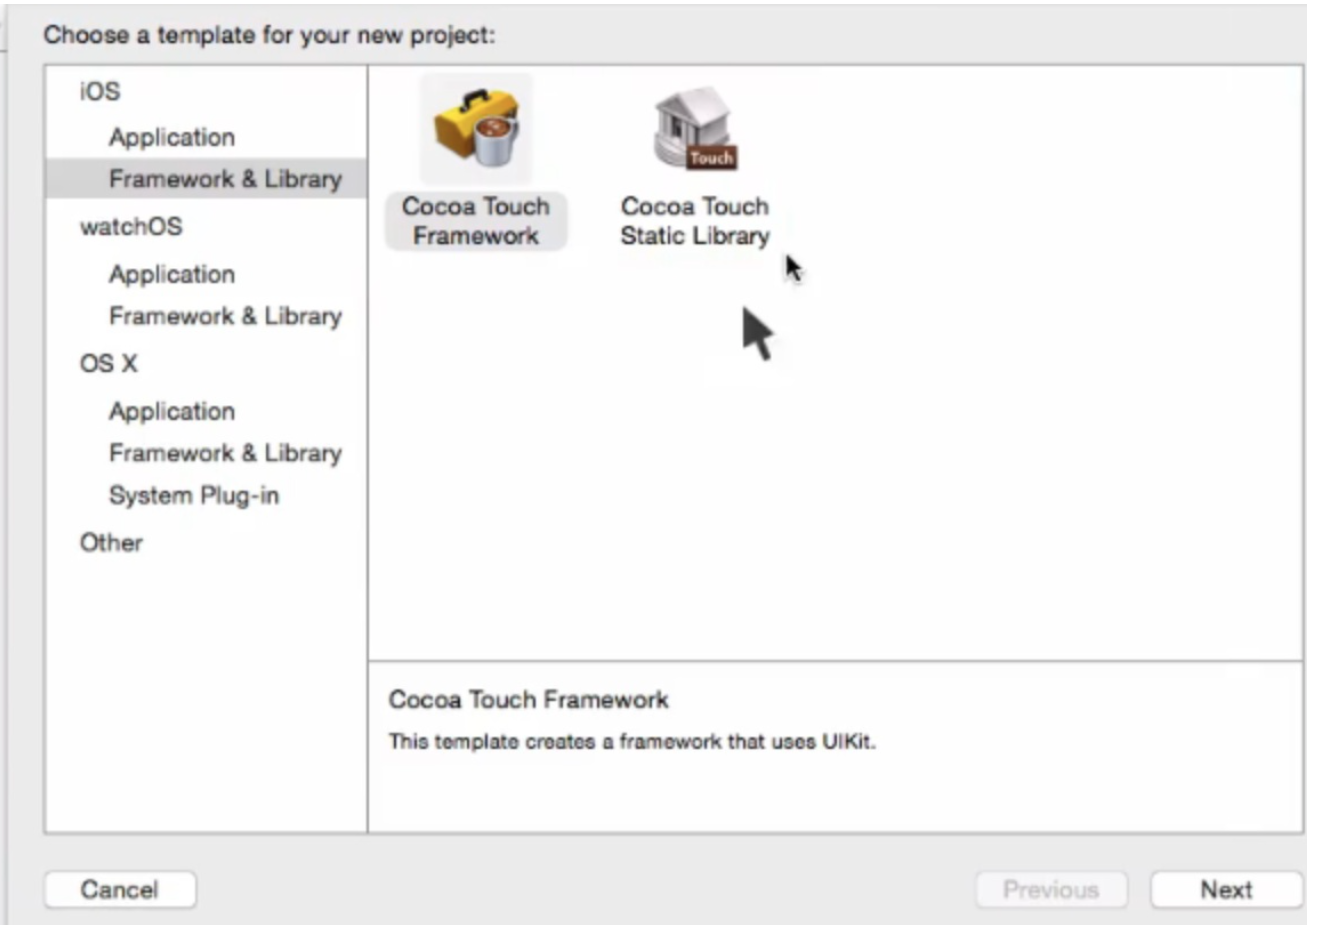 Choose a template for your new project:
iOS
Application
Framework & Library
watchOS
Application
Framework & Library
OS X
Application
Framework & Library
System Plug-in
Other
Touch
Cocoa Touch
Framework
Cocoa Touch
Static Library
Cocoa Touch Framework
This template creates a framework that uses UIKit.
Cancel
Previous
Next